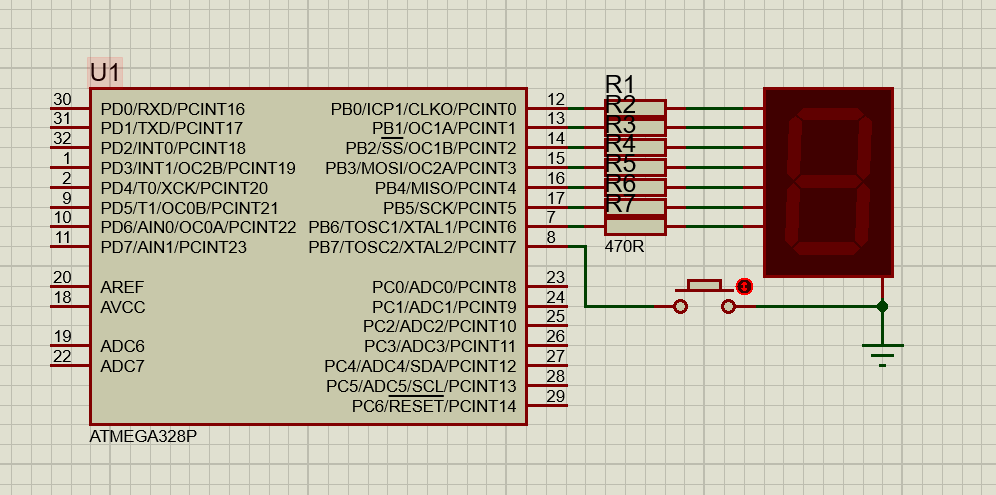 U1
30 PD0/RXD/PCINT16
31 PD1/TXD/PCINT17
32 PD2/INT0/PCINT18
1 PD3/INT1/OC2B/PCINT19
2 PD4/T0/XCK/PCINT20
9 PD5/T1/OC0B/PCINT21
10 PD6/AIN0/OC0A/PCINT22
11 PD7/AIN1/PCINT23
20 AREF
18 AVCC
19 ADC6
22 ADC7
PB0/ICP1/CLKO/PCINT0 12
PB1/OC1A/PCINT1 13
PB2/SS/OC1B/PCINT2 14
PB3/MOSI/OC2A/PCINT3 15
PB4/MISO/PCINT4 16
PB5/SCK/PCINT5 17
PB6/TOSC1/XTAL1/PCINT6 7
PB7/TOSC2/XTAL2/PCINT7 8
PC0/ADC0/PCINT8 23
PC1/ADC1/PCINT9 24
PC2/ADC2/PCINT10 25
PC3/ADC3/PCINT11 26
PC4/ADC4/SDA/PCINT12 27
PC5/ADC5/SCL/PCINT13 28
PC6/RESET/PCINT14 29
ATMEGA328P
R1
R2
R3
R4
R5
R6
R7
470R